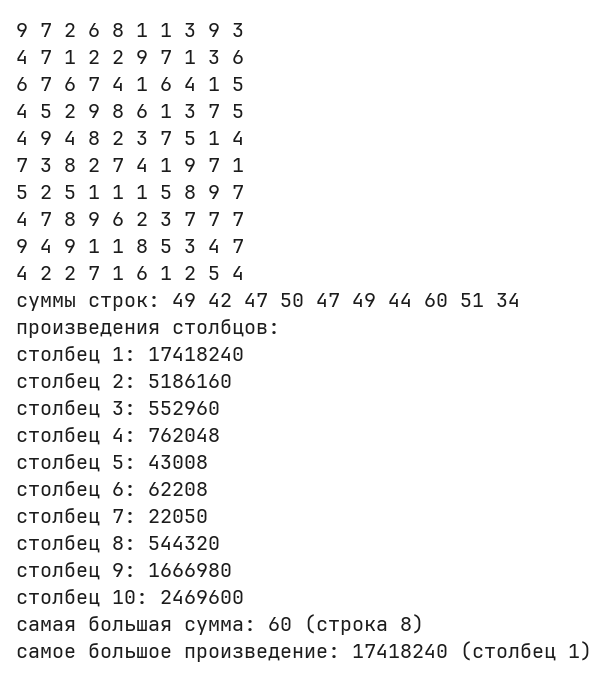 9 7 2 6 8 1 1 3 9 3
4 7 1 2 2 9 7 1 3 6
6 7 6 7 4 1 6 4 1 5
4 5 2 9 8 6 1 3 7 5
4 9 4 8 2 3 7 5 1 4
7 3 8 2 7 4 1 9 7 1
5 2 5 1 1 1 5 8 9 7
4 7 8 9 6 2 3 7 7 7
9 4 9 1 1 8 5 3 4 7
4 2 2 7 1 6 1 2 5 4
суммы строк: 49 42 47 50 47 49 44 60 51 34
произведения столбцов:
столбец 1: 17418240
столбец 2: 5186160
столбец 3: 552960
столбец 4: 762048
столбец 5: 43008
столбец 6: 62208
столбец 7: 22050
столбец 8: 544320
столбец 9: 1666980
столбец 10: 2469600
самая большая сумма: 60 (строка 8)
самое большое произведение: 17418240 (столбец 1)